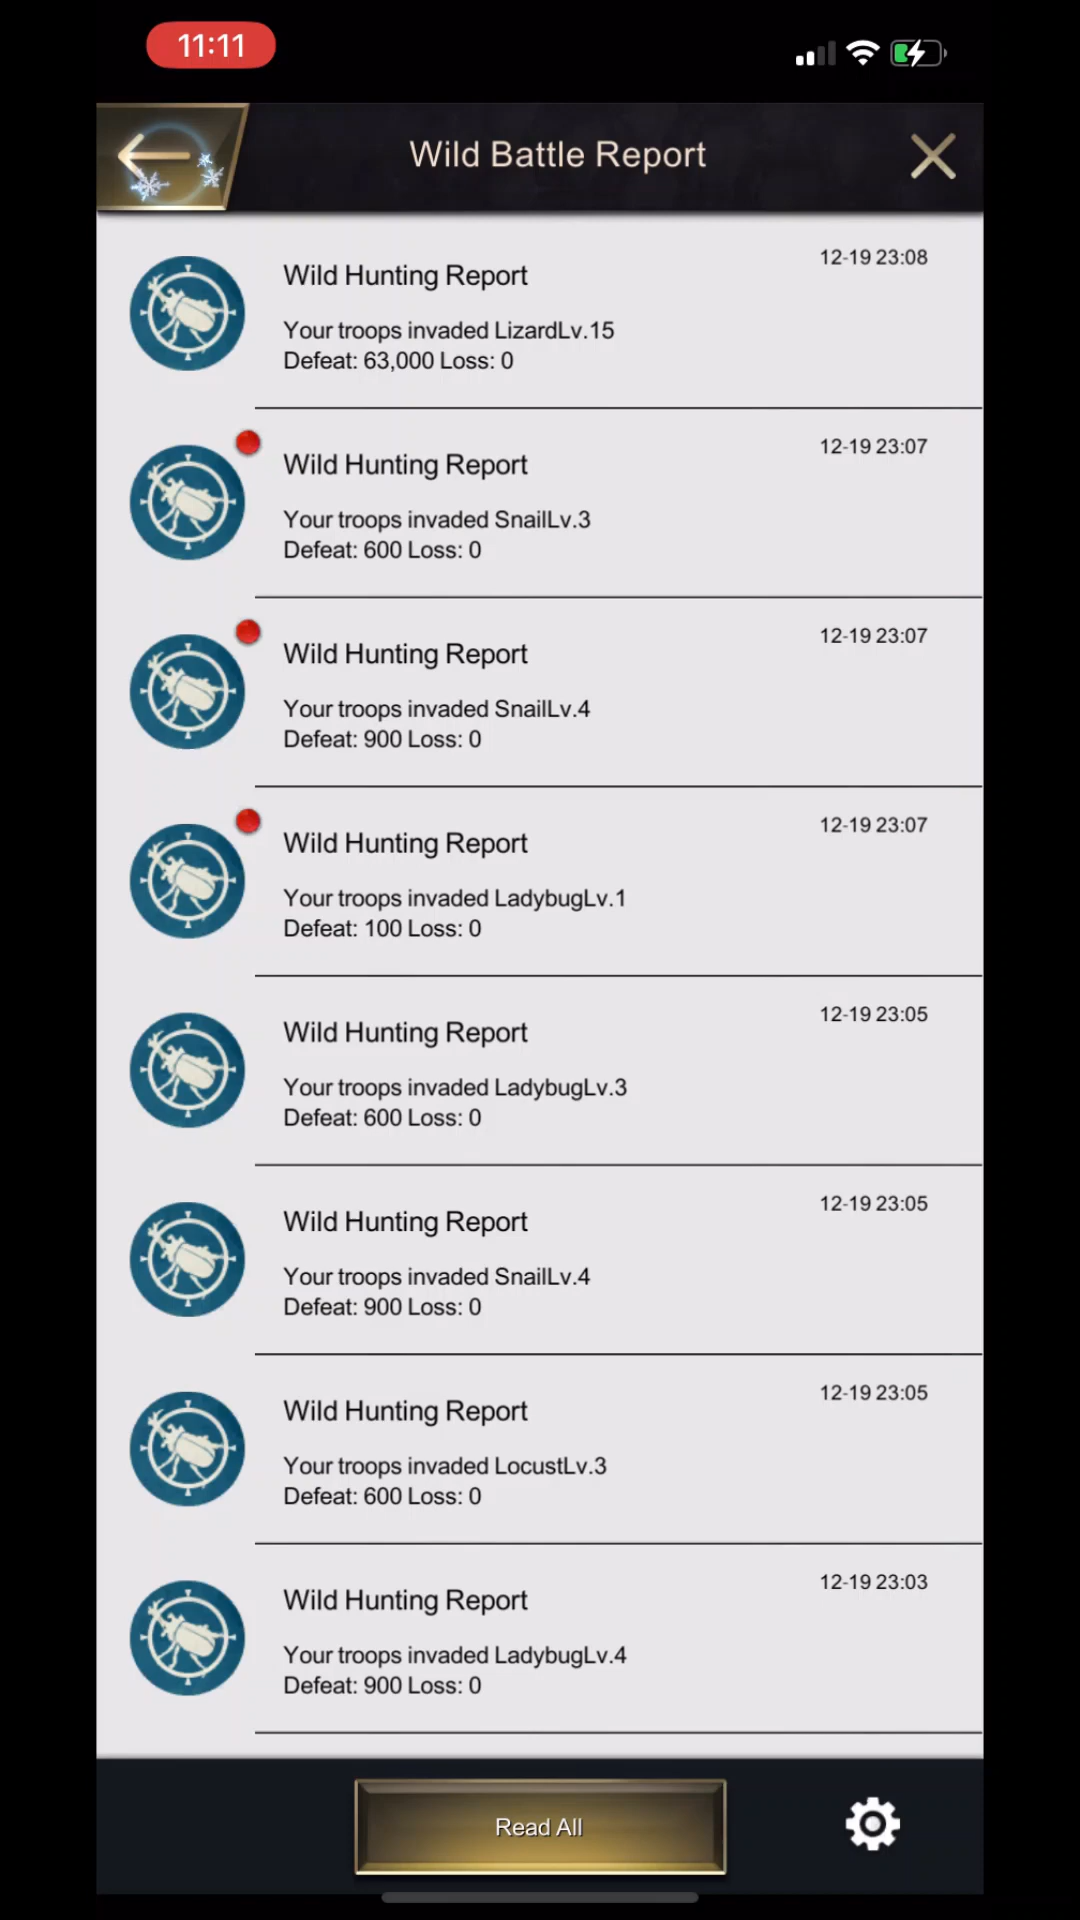 11:11
Wild Battle Report
Wild Hunting Report
12-19 23:08
Your troops invaded LizardLv.15
Defeat: 63,000 Loss: 0
Wild Hunting Report
12-19 23:07
Your troops invaded SnailLv.3
Defeat: 600 Loss: 0
Wild Hunting Report
12-19 23:07
Your troops invaded SnailLv.4
Defeat: 900 Loss: 0
Wild Hunting Report
12-19 23:07
Your troops invaded LadybugLv.1
Defeat: 100 Loss: 0
Wild Hunting Report
12-19 23:05
Your troops invaded LadybugLv.3
Defeat: 600 Loss: 0
Wild Hunting Report
12-19 23:05
Your troops invaded SnailLv.4
Defeat: 900 Loss: 0
Wild Hunting Report
12-19 23:05
Your troops invaded LocustLv.3
Defeat: 600 Loss: 0
Wild Hunting Report
12-19 23:03
Your troops invaded LadybugLv.4
Defeat: 900 Loss: 0
Read All